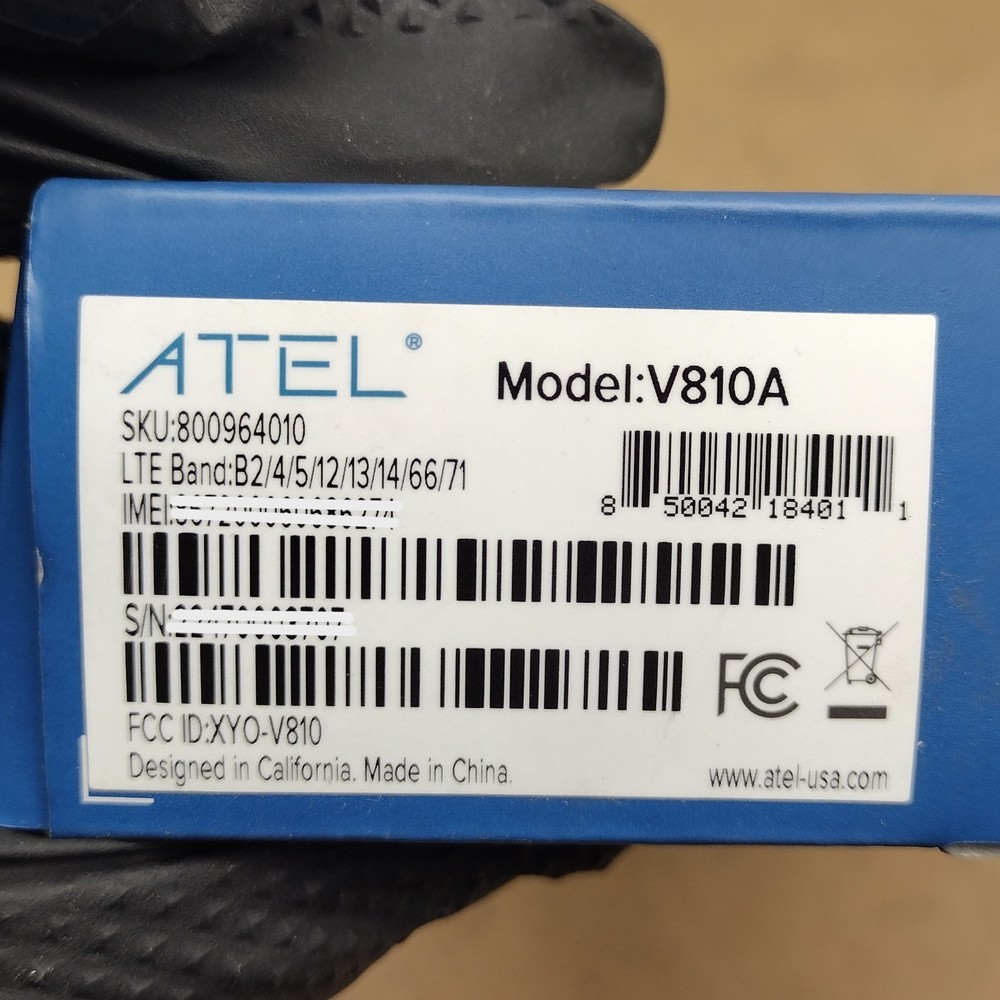 ATEL®
Model:V810A
SKU:800964010
LTE Band:B2/4/5/12/13/14/66/71
8 50042 18401 1
IMEI:
S/N:
FCC ID:XYO-V810
FC
Designed in California. Made in China.
www.atel-usa.com